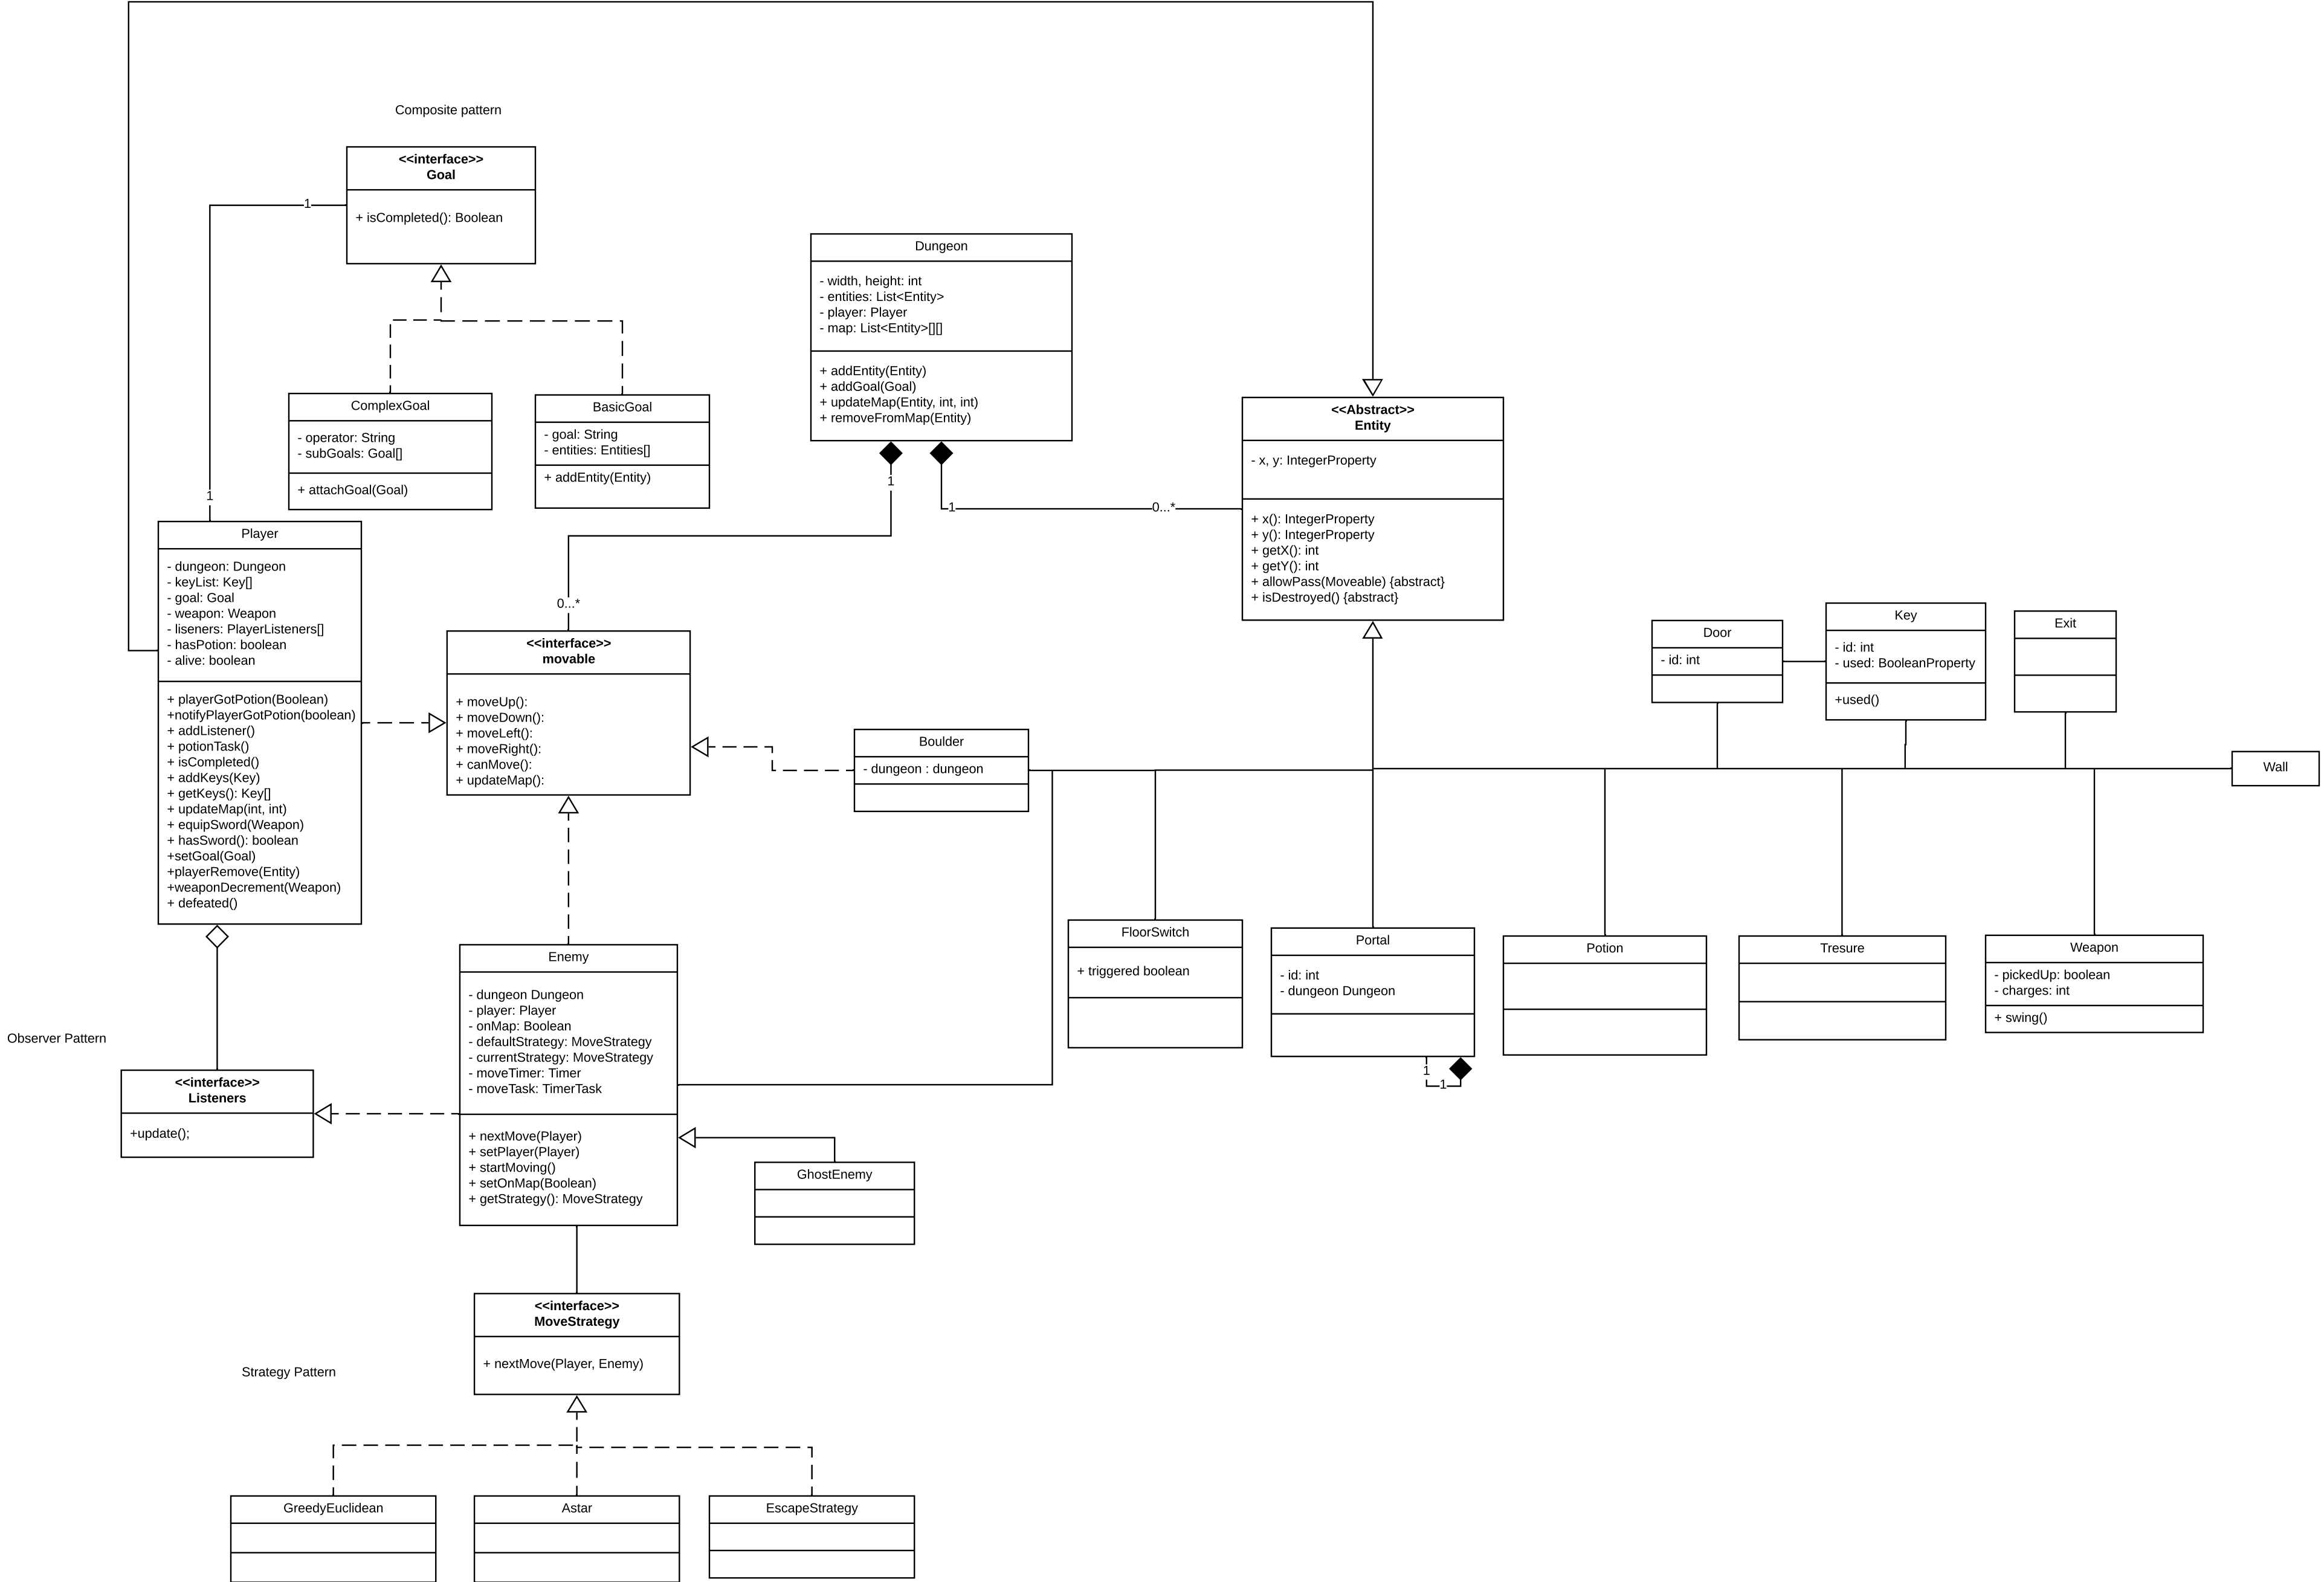 Composite pattern
<<interface>>
Goal
+ isCompleted(): Boolean
1
1
ComplexGoal
- operator: String
- subGoals: Goal[]
+ attachGoal(Goal)
BasicGoal
- goal: String
- entities: Entities[]
+ addEntity(Entity)
Dungeon
- width, height: int
- entities: List<Entity>
- player: Player
- map: List<Entity>[][]
+ addEntity(Entity)
+ addGoal(Goal)
+ updateMap(Entity, int, int)
+ removeFromMap(Entity)
1
1
0...*
0...*
<<Abstract>>
Entity
- x, y: IntegerProperty
+ x(): IntegerProperty
+ y(): IntegerProperty
+ getX(): int
+ getY(): int
+ allowPass(Moveable) {abstract}
+ isDestroyed() {abstract}
Player
- dungeon: Dungeon
- keyList: Key[]
- goal: Goal
- weapon: Weapon
- liseners: PlayerListeners[]
- hasPotion: boolean
- alive: boolean
+ playerGotPotion(Boolean)
+notifyPlayerGotPotion(boolean)
+ addListener()
+ potionTask()
+ isCompleted()
+ addKeys(Key)
+ getKeys(): Key[]
+ updateMap(int, int)
+ equipSword(Weapon)
+ hasSword(): boolean
+setGoal(Goal)
+playerRemove(Entity)
+weaponDecrement(Weapon)
+ defeated()
<<interface>>
movable
+ moveUp():
+ moveDown():
+ moveLeft():
+ moveRight():
+ canMove():
+ updateMap():
Boulder
- dungeon : dungeon
Door
- id: int
Key
- id: int
- used: BooleanProperty
+used()
Exit
Wall
FloorSwitch
+ triggered boolean
Portal
- id: int
- dungeon Dungeon
1
1
Potion
Tresure
Weapon
- pickedUp: boolean
- charges: int
+ swing()
Enemy
- dungeon Dungeon
- player: Player
- onMap: Boolean
- defaultStrategy: MoveStrategy
- currentStrategy: MoveStrategy
- moveTimer: Timer
- moveTask: TimerTask
+ nextMove(Player)
+ setPlayer(Player)
+ startMoving()
+ setOnMap(Boolean)
+ getStrategy(): MoveStrategy
Observer Pattern
<<interface>>
Listeners
+update();
GhostEnemy
<<interface>>
MoveStrategy
+ nextMove(Player, Enemy)
Strategy Pattern
GreedyEuclidean
Astar
EscapeStrategy